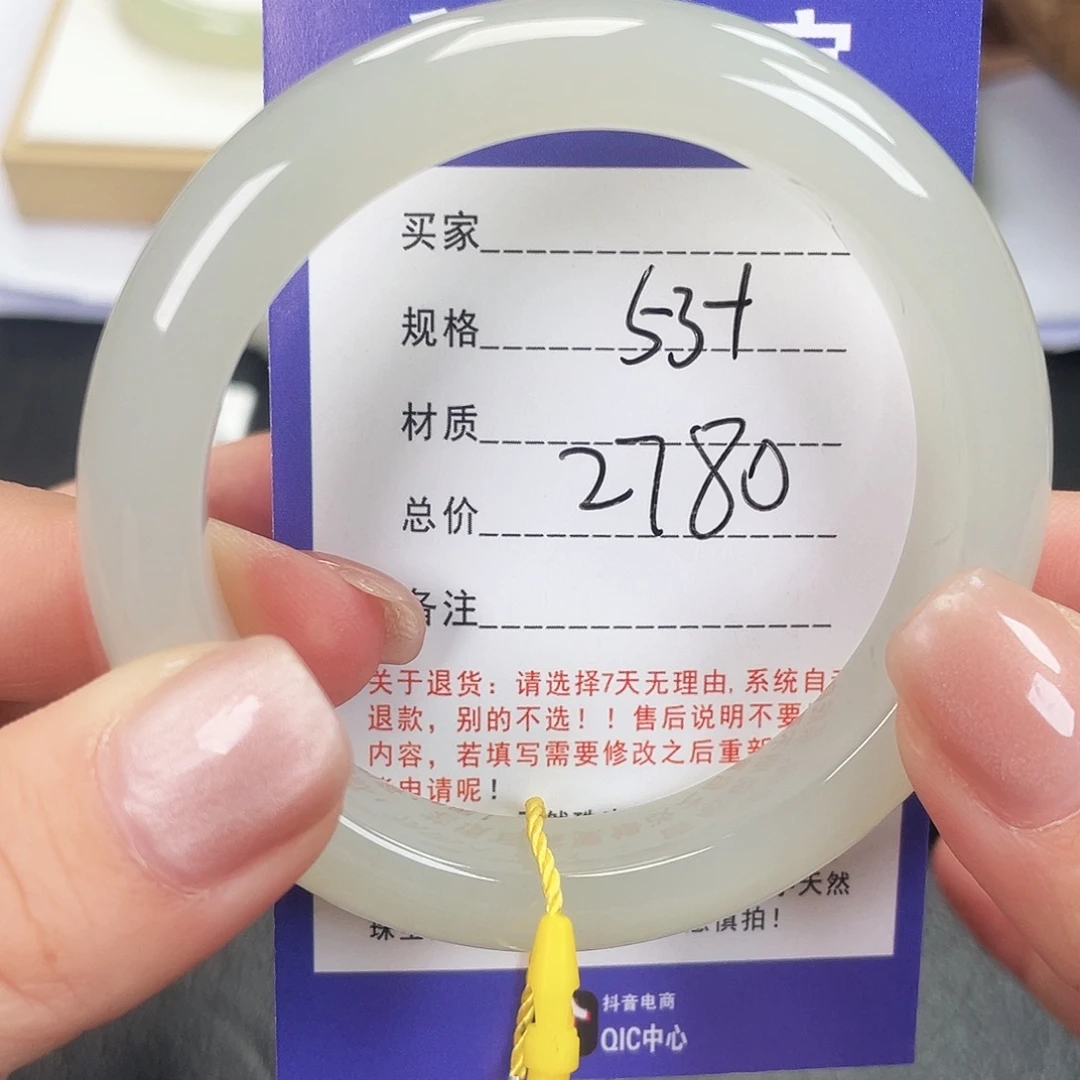 买家
规格 53+
材质
总价 2780
备注
关于退货：请选择7天无理由,系统自
退款，别的不选！！售后说明不要
内容，若填写需要修改之后重新
申请呢！
天然
慎拍！
抖音电商
QIC中心